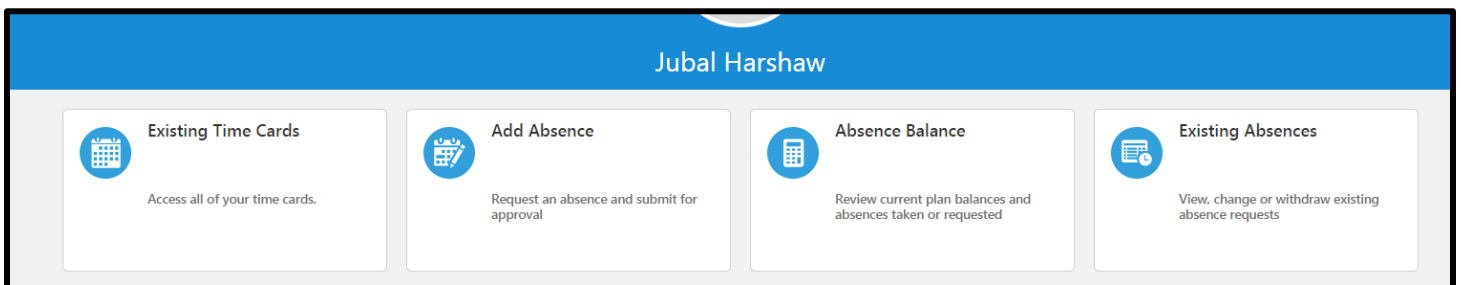 Jubal Harshaw
Existing Time Cards
Access all of your time cards.
Add Absence
Request an absence and submit for
approval
Absence Balance
Review current plan balances and
absences taken or requested
Existing Absences
View, change or withdraw existing
absence requests